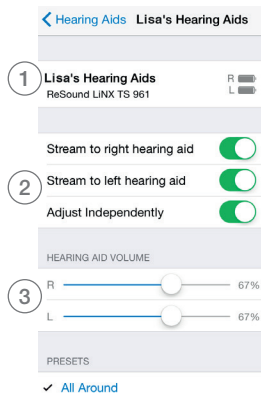 Hearing Aids Lisa's Hearing Aids
1
Lisa's Hearing Aids R
ReSound LiNX TS 961 L
Stream to right hearing aid
2
Stream to left hearing aid
Adjust Independently
HEARING AID VOLUME
3
R 67%
L 67%
PRESETS
✓ All Around